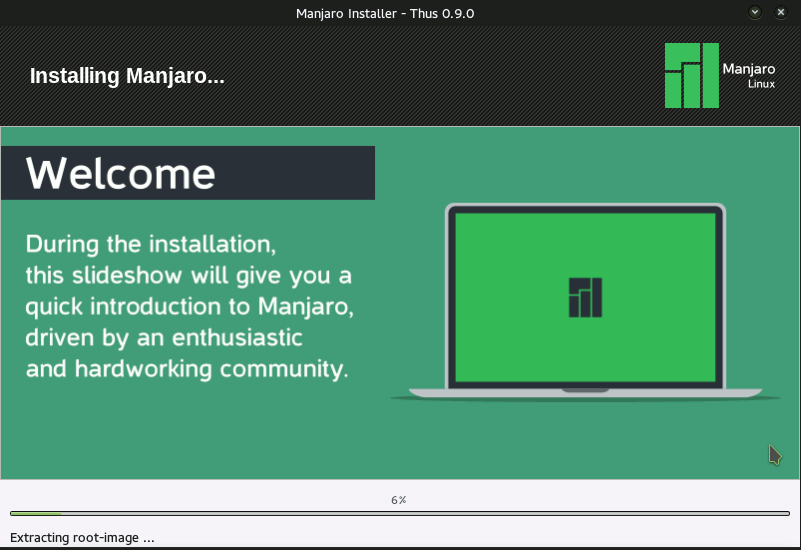 Manjaro Installer - Thus 0.9.0
Installing Manjaro...
Manjaro
Linux
Welcome
During the installation,
this slideshow will give you a
quick introduction to Manjaro,
driven by an enthusiastic
and hardworking community.
6%
Extracting root-image ...